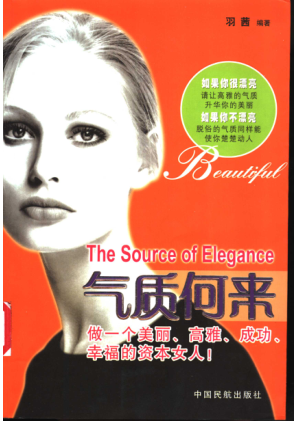 羽茜 编著
如果你很漂亮
请让高雅的气质
升华你的美丽
如果你不漂亮
脱俗的气质同样能
使你楚楚动人
Beautiful
The Source of Elegance
气质何来
做一个美丽、高雅、成功、
幸福的资本女人！
中国民航出版社